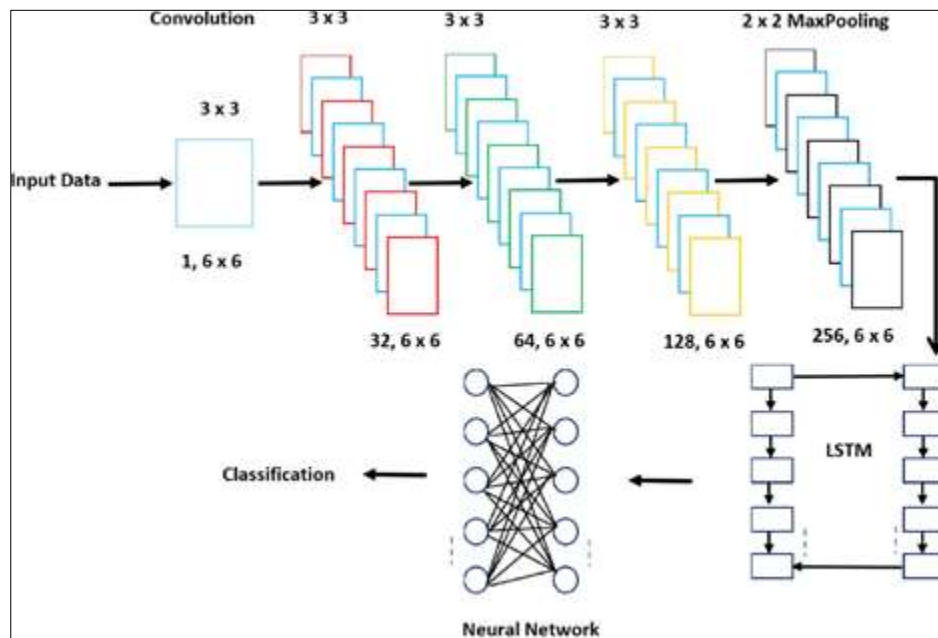 Convolution 3 x 3 3 x 3 3 x 3 2 x 2 MaxPooling
3 x 3
Input Data
1, 6 x 6
32, 6 x 6 64, 6 x 6 128, 6 x 6 256, 6 x 6
LSTM
Classification
Neural Network